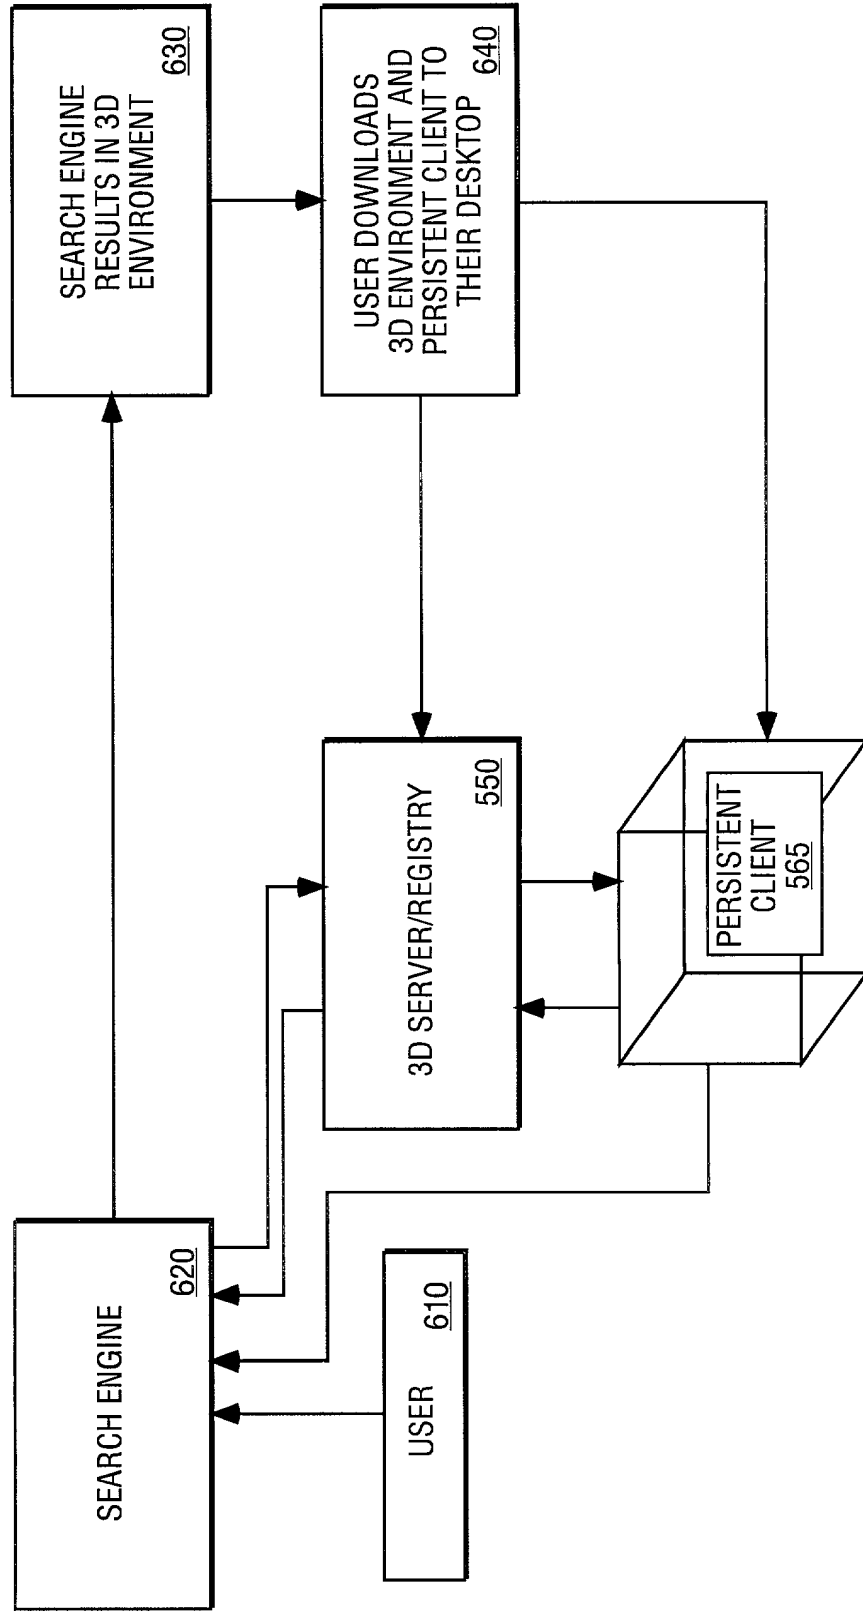 SEARCH ENGINE
620
SEARCH ENGINE
RESULTS IN 3D
ENVIRONMENT
630
USER
610
3D SERVER/REGISTRY
550
USER DOWNLOADS
3D ENVIRONMENT AND
PERSISTENT CLIENT TO
THEIR DESKTOP
640
PERSISTENT
CLIENT
565